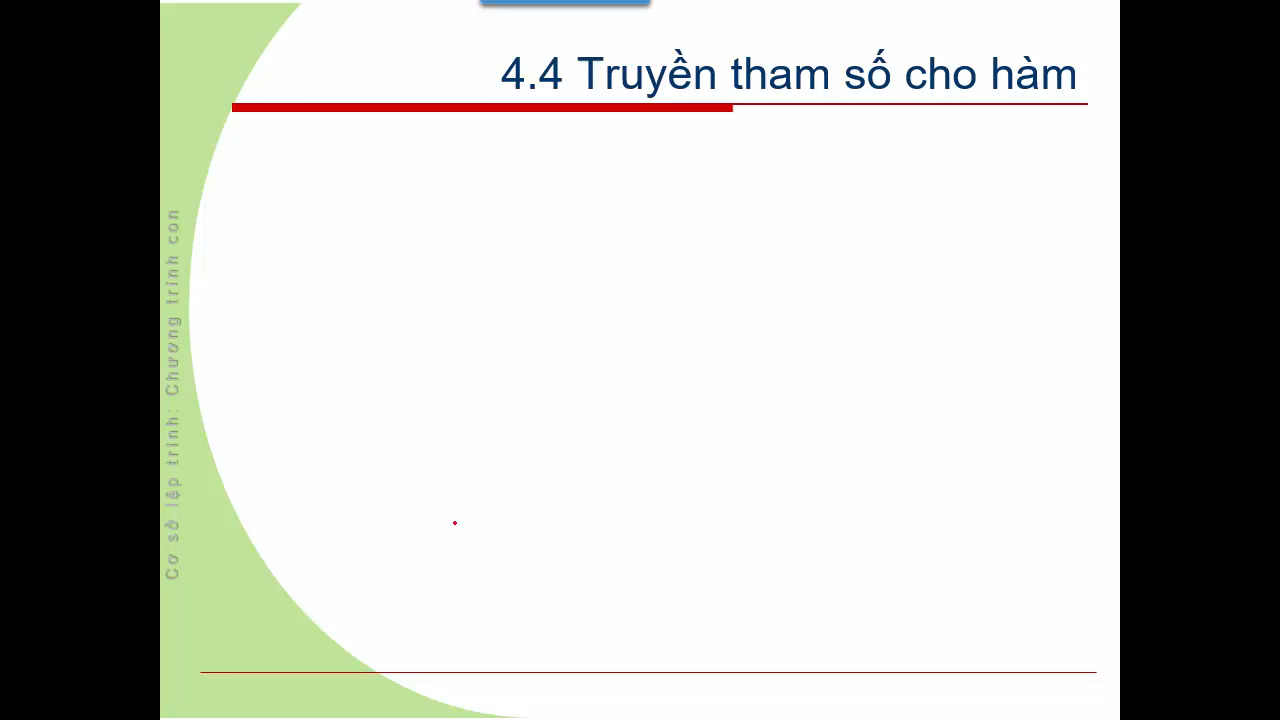 4.4 Truyền tham số cho hàm
Cơ sở lập trình: Chương trình con